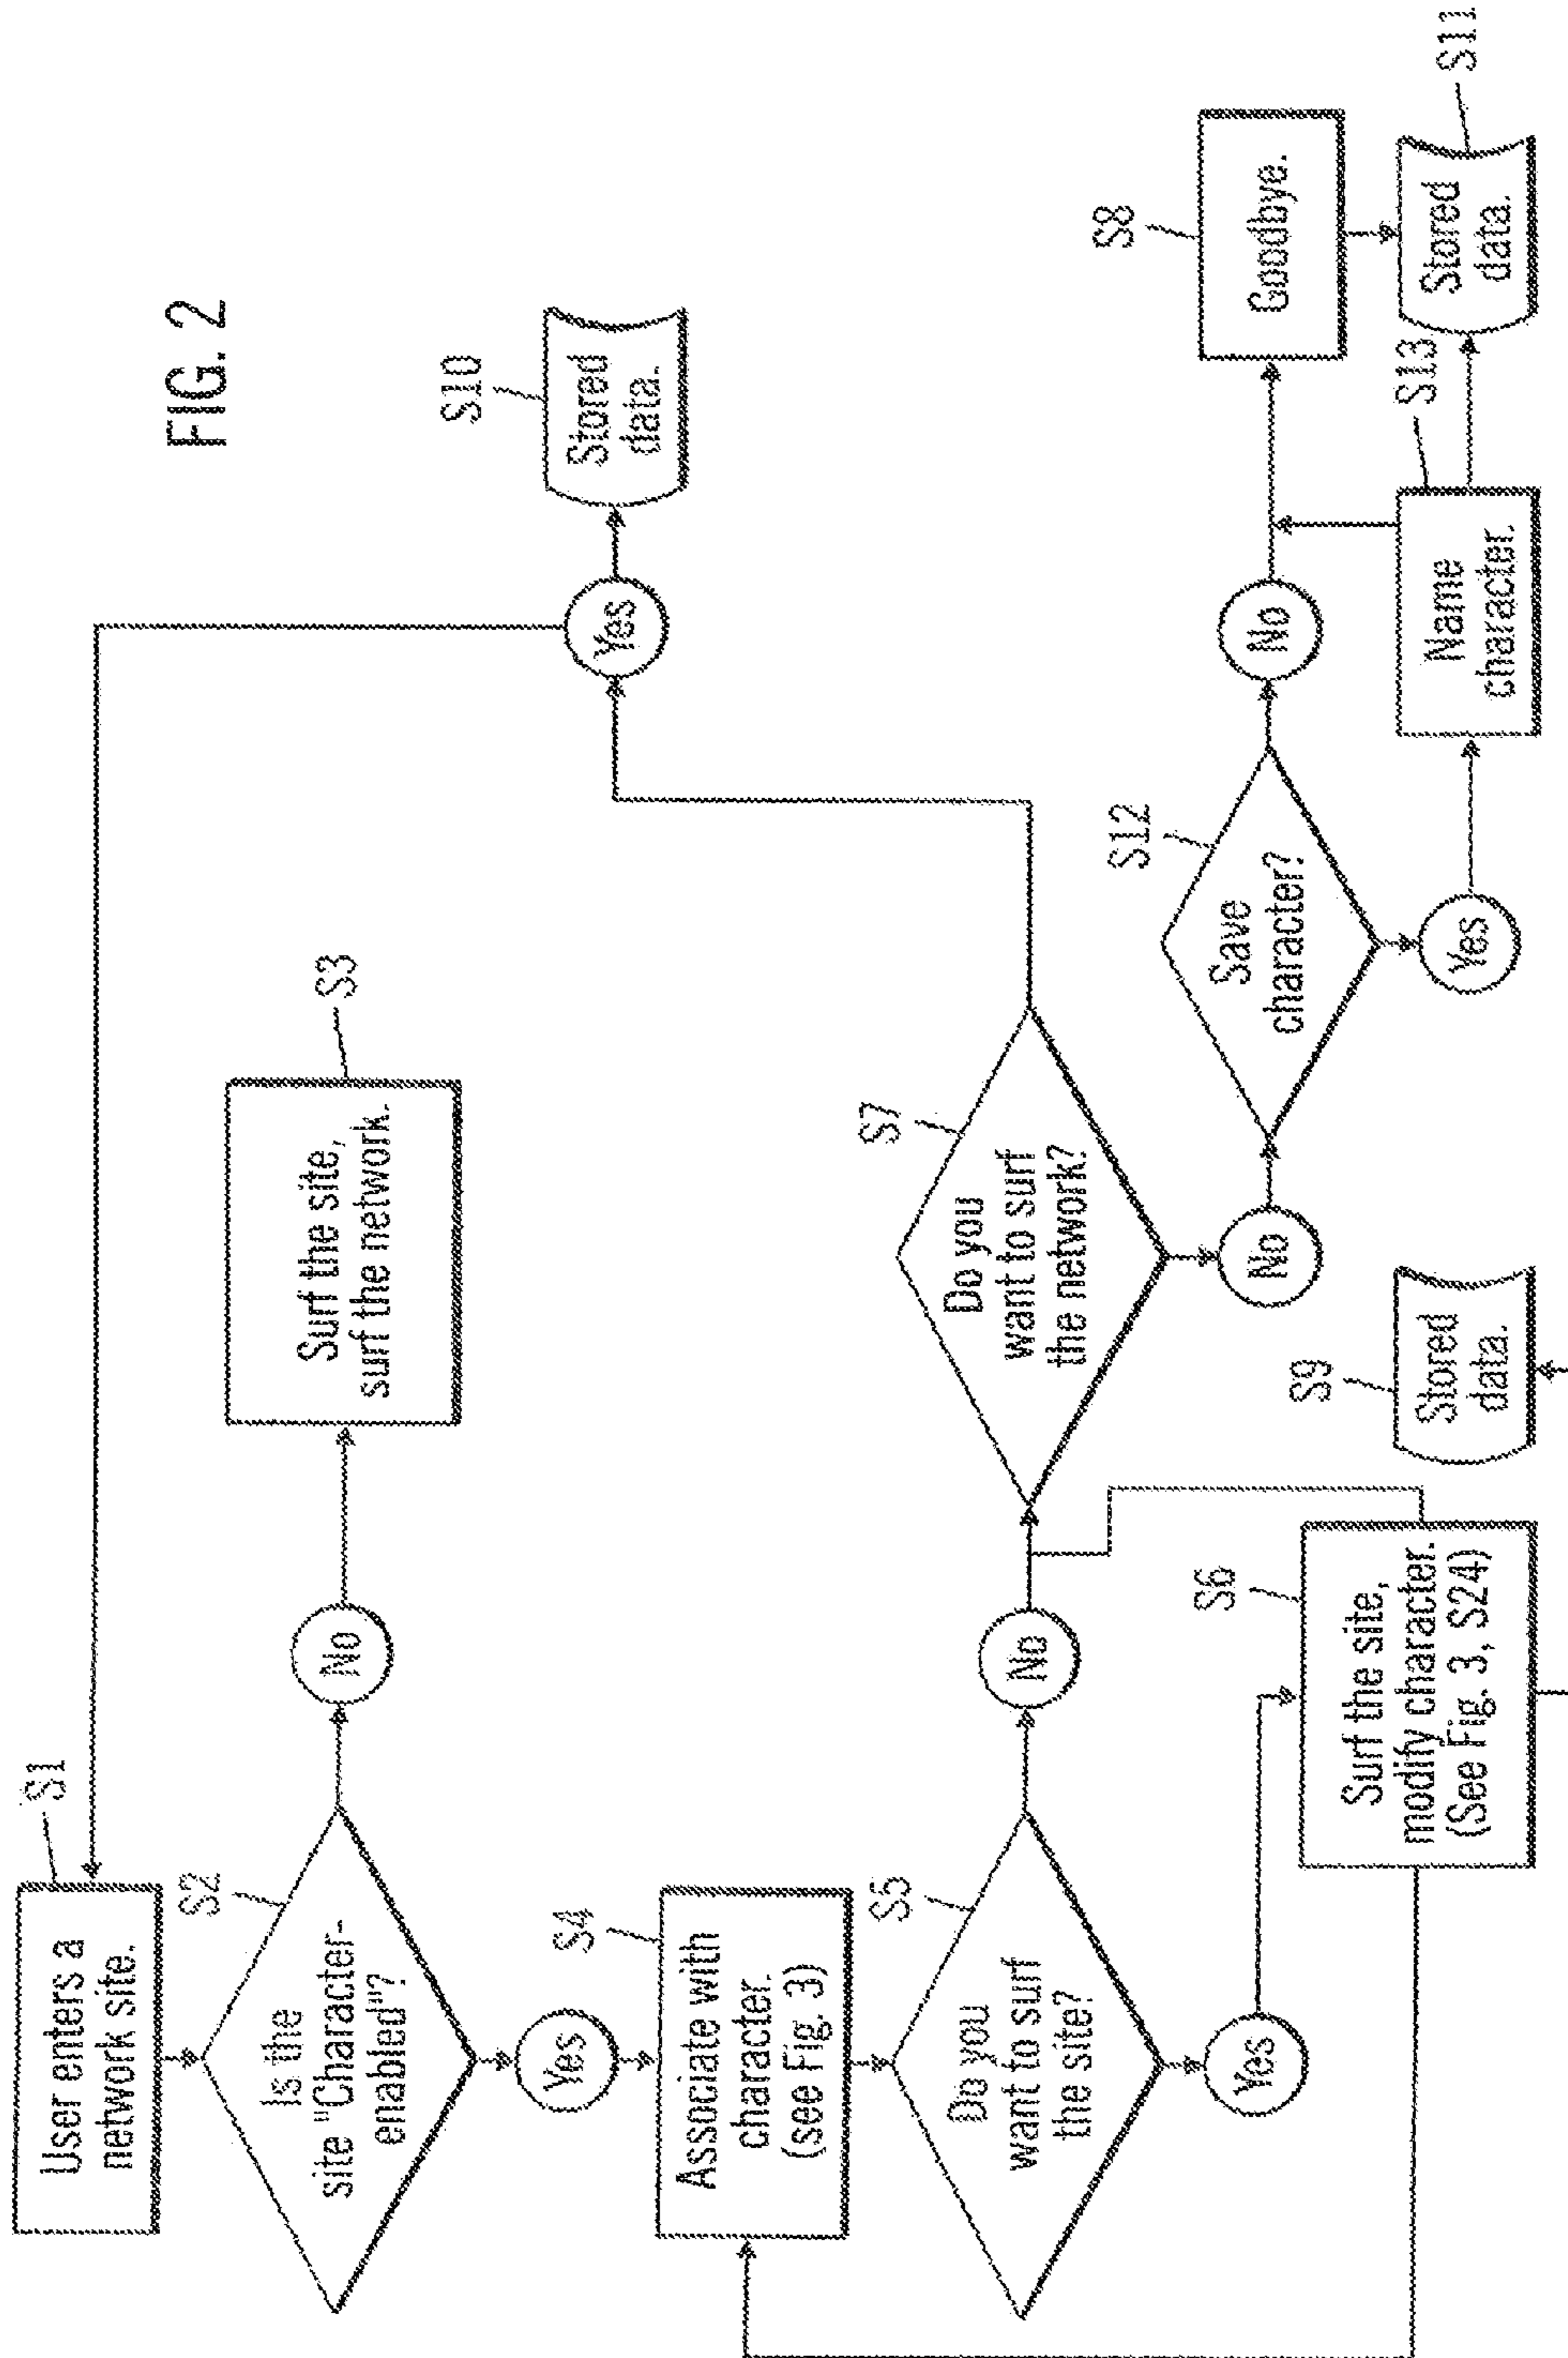 FIG. 2
S1
User enters a
network site.
S2
Is the
site "Character-
enabled"?
No
S3
Surf the site,
surf the network.
Yes
S4
Associate with
character.
(see Fig. 3)
S5
Do you
want to surf
the site?
No
Yes
S6
Surf the site,
modify character.
(See Fig. 3, S24)
S9
Stored
data.
S7
Do you
want to surf
the network?
Yes
S10
Stored
data.
No
S12
Save
character?
No
S8
Goodbye.
Yes
Name
character.
S13
Stored
data.
S11